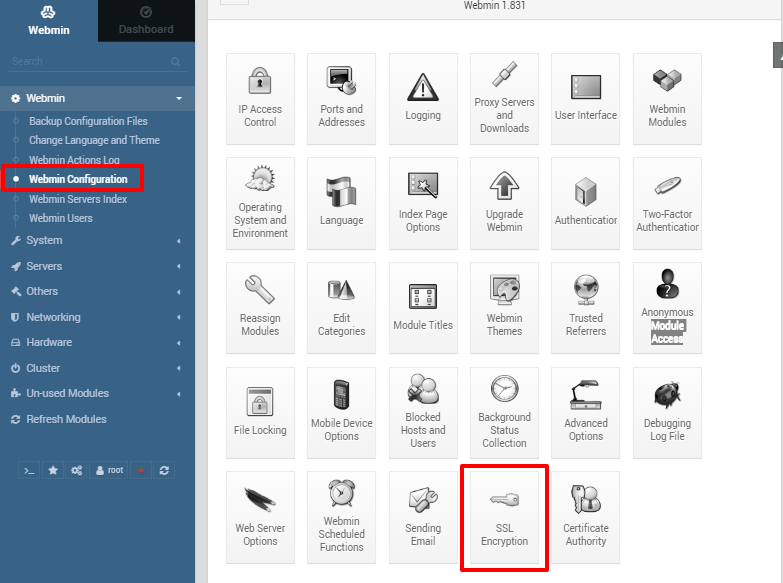 Webmin
Dashboard
Search
Webmin
Backup Configuration Files
Change Language and Theme
Webmin Actions Log
Webmin Configuration
Webmin Servers Index
Webmin Users
System
Servers
Others
Networking
Hardware
Cluster
Un-used Modules
Refresh Modules
>_
root
Webmin 1.831
IP Access
Control
Ports and
Addresses
Logging
Proxy Servers
and
Downloads
User Interface
Webmin
Modules
Operating
System and
Environment
Language
Index Page
Options
Upgrade
Webmin
Authentication
Two-Factor
Authentication
Reassign
Modules
Edit
Categories
Module Titles
Webmin
Themes
Trusted
Referrers
Anonymous
Module
Access
File Locking
Mobile Device
Options
Blocked
Hosts and
Users
Background
Status
Collection
Advanced
Options
Debugging
Log File
Web Server
Options
Webmin
Scheduled
Functions
Sending
Email
SSL
Encryption
Certificate
Authority